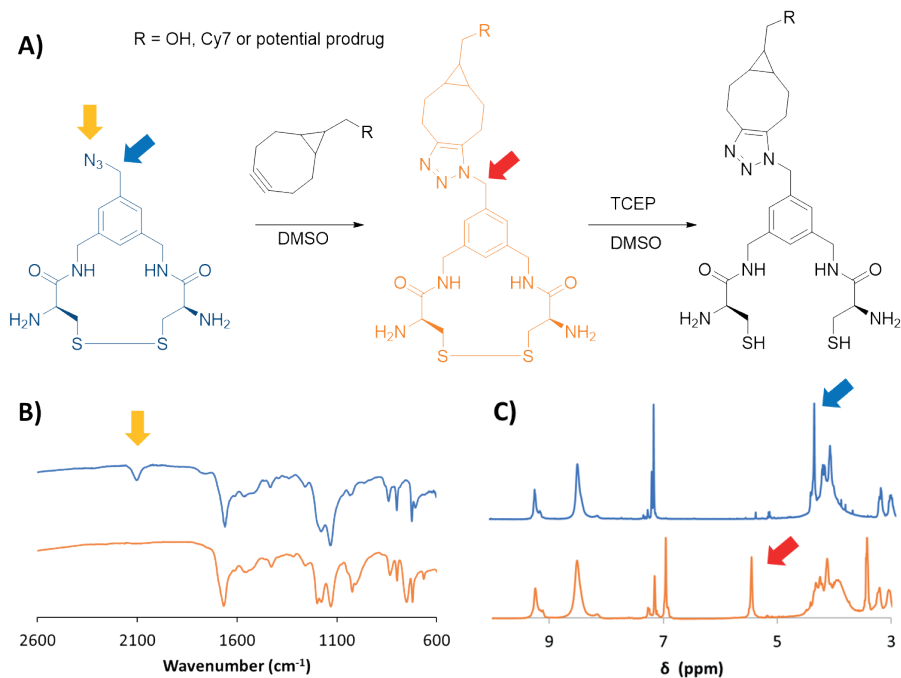 A)
R = OH, Cy7 or potential prodrug
N3
O
NH
HN
O
H2N
NH2
S
S
R
DMSO
R
N
N
N
O
NH
HN
O
H2N
NH2
S
S
TCEP
DMSO
R
N
N
N
O
NH
HN
O
H2N
NH2
SH
SH
B)
2600
2100
1600
1100
600
Wavenumber (cm-1)
C)
9
7
5
3
δ (ppm)